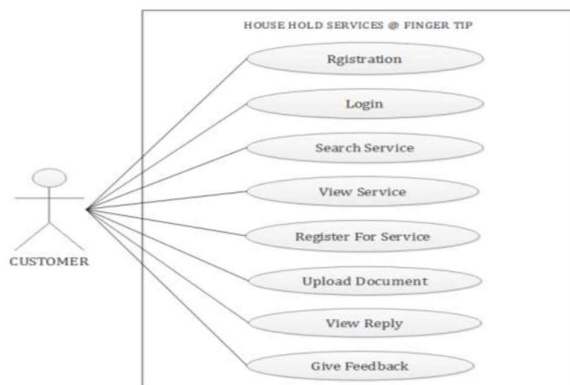 HOUSE HOLD SERVICES @ FINGER TIP
Rgistration
Login
Search Service
View Service
Register For Service
Upload Document
View Reply
Give Feedback
CUSTOMER